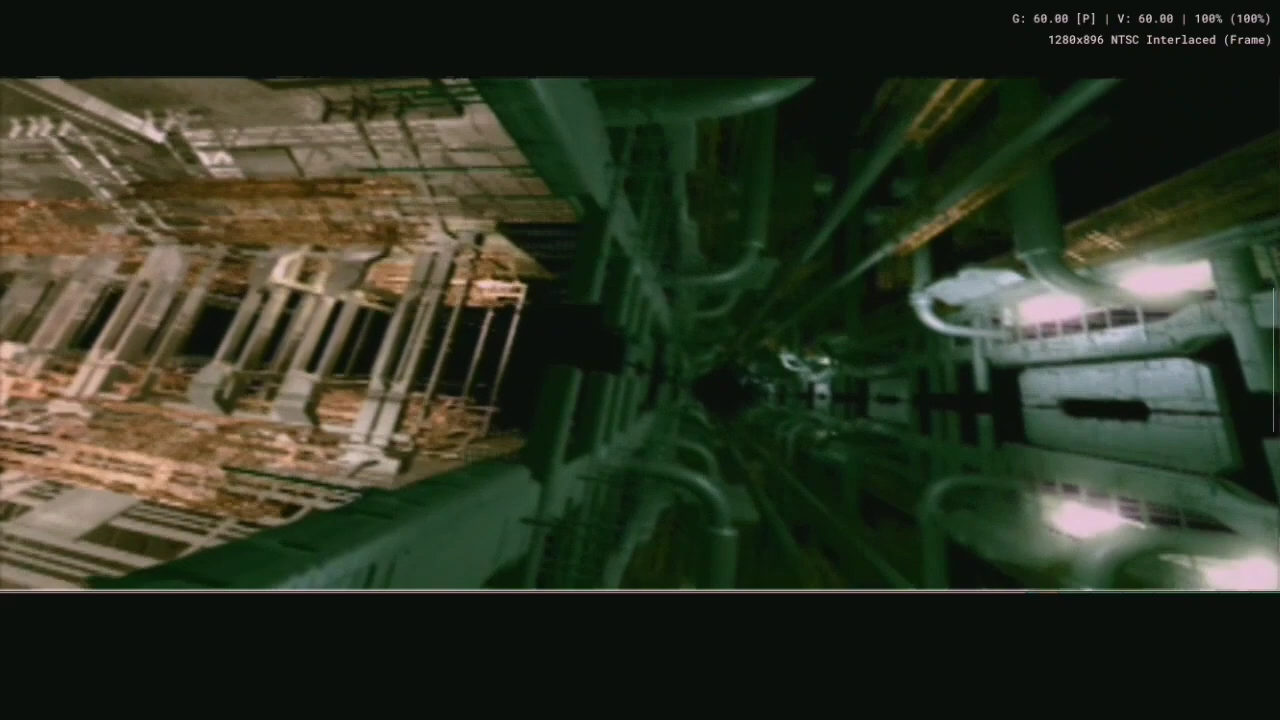 G: 60.00 [P] | V: 60.00 | 100% (100%)
1280x896 NTSC Interlaced (Frame)